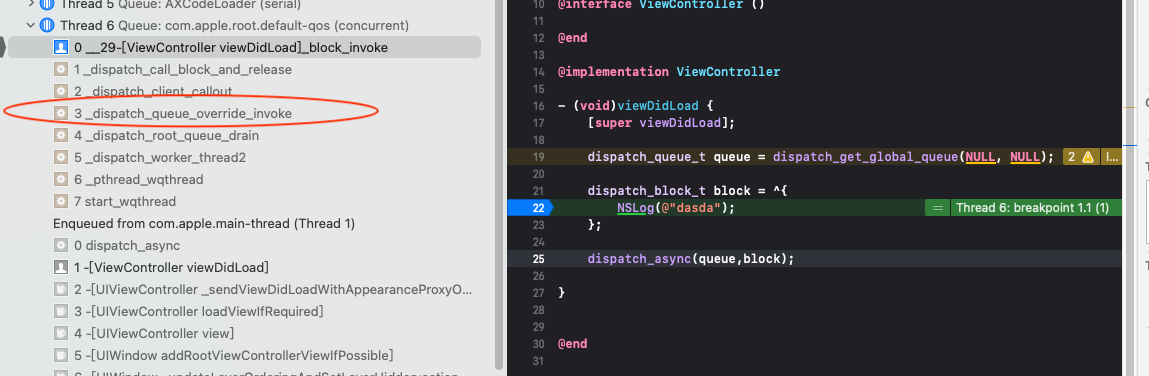 Thread 5 Queue: AXCodeLoader (serial)
Thread 6 Queue: com.apple.root.default-qos (concurrent)
0 __29-[ViewController viewDidLoad]_block_invoke
1 _dispatch_call_block_and_release
2 _dispatch_client_callout
3 _dispatch_queue_override_invoke
4 _dispatch_root_queue_drain
5 _dispatch_worker_thread2
6 _pthread_wqthread
7 start_wqthread
Enqueued from com.apple.main-thread (Thread 1)
0 dispatch_async
1 -[ViewController viewDidLoad]
2 -[UIViewController _sendViewDidLoadWithAppearanceProxyO...
3 -[UIViewController loadViewIfRequired]
4 -[UIViewController view]
5 -[UIWindow addRootViewControllerViewIfPossible]
10 @interface ViewController ()
11
12 @end
13
14 @implementation ViewController
15
16 - (void)viewDidLoad {
17 [super viewDidLoad];
18
19 dispatch_queue_t queue = dispatch_get_global_queue(NULL, NULL); 2 I...
20
21 dispatch_block_t block = ^{
22 NSLog(@"dasda"); = Thread 6: breakpoint 1.1 (1)
23 };
24
25 dispatch_async(queue,block);
26
27 }
28
29
30 @end
31